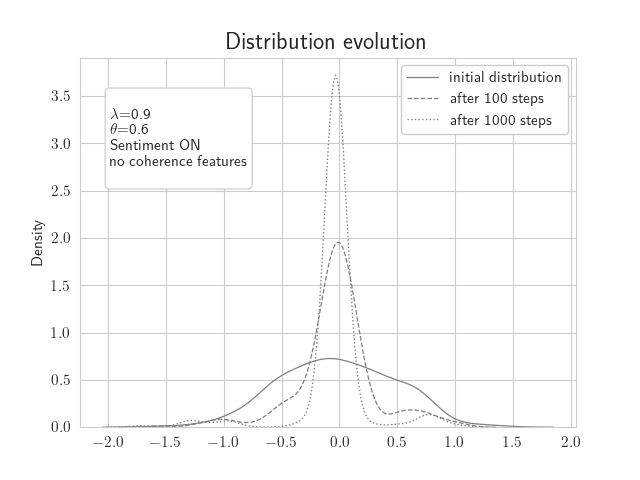 Distribution evolution
initial distribution
after 100 steps
after 1000 steps
λ=0.9
θ=0.6
Sentiment ON
no coherence features
Density
3.5
3.0
2.5
2.0
1.5
1.0
0.5
0.0
−2.0 −1.5 −1.0 −0.5 0.0 0.5 1.0 1.5 2.0